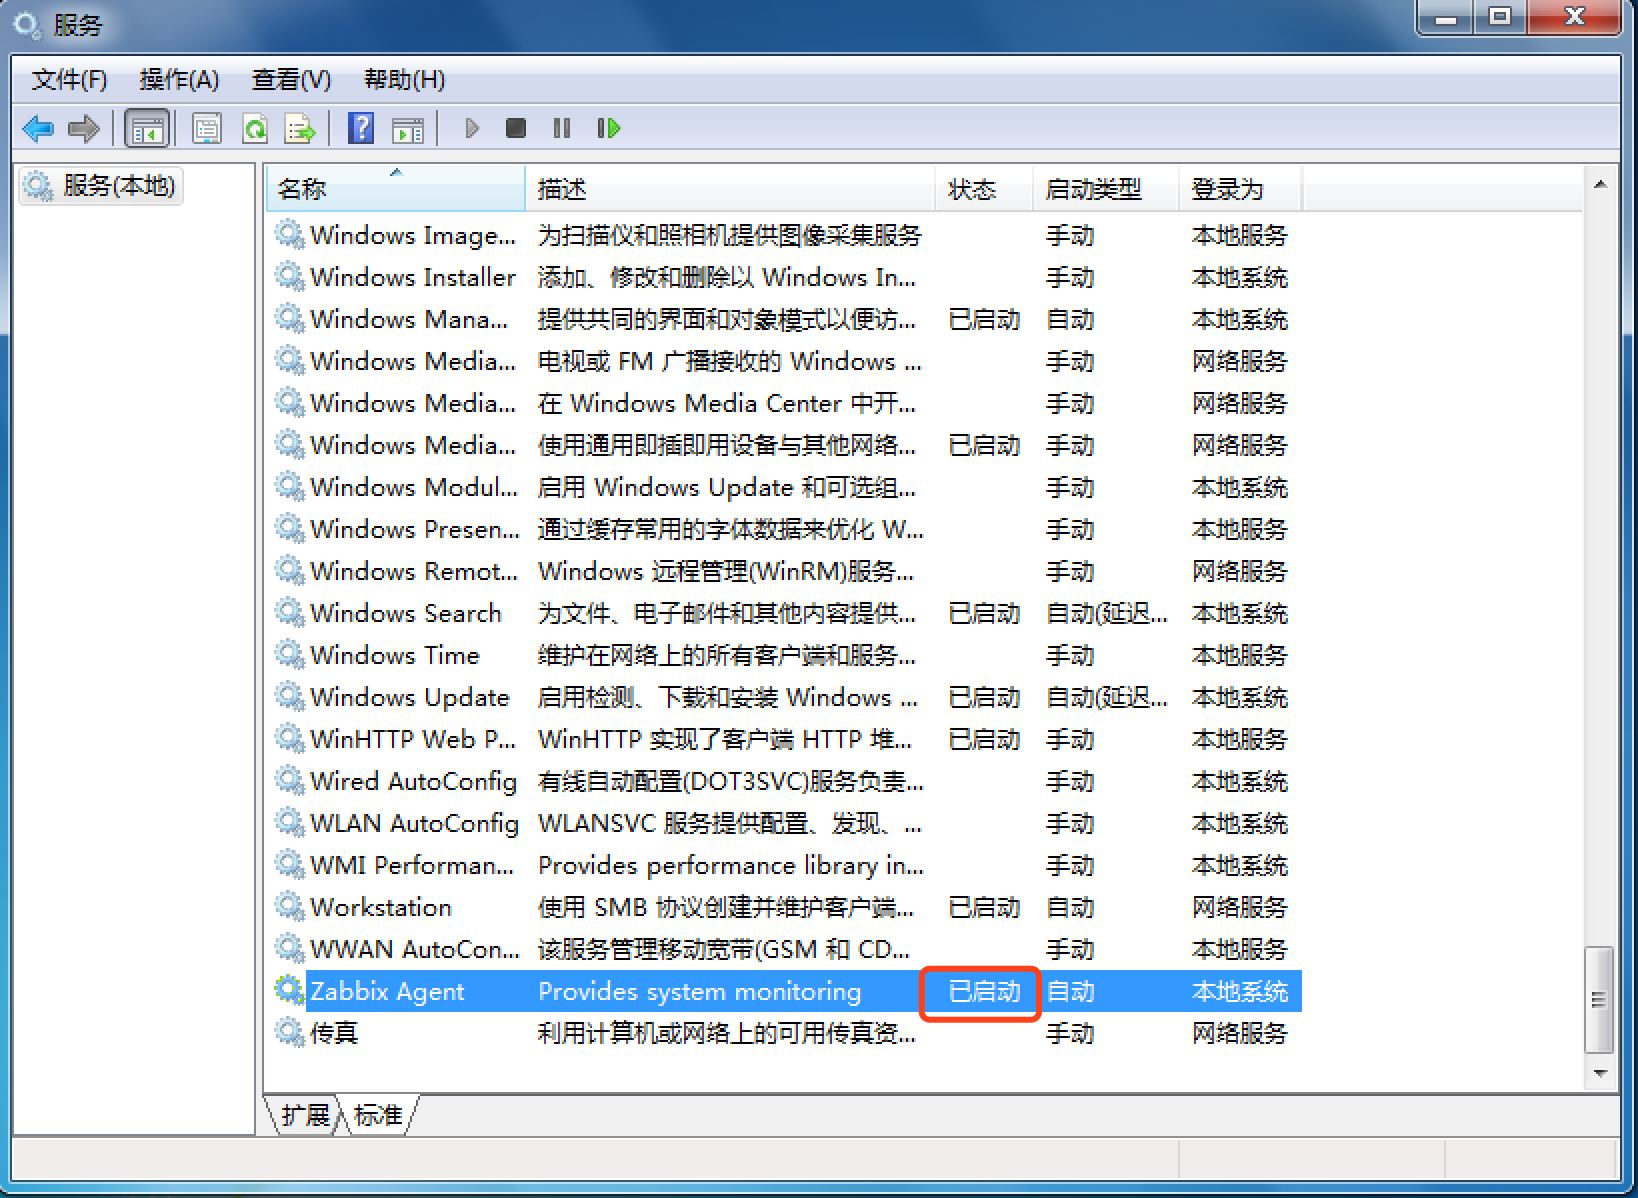 服务
文件(F) 操作(A) 查看(V) 帮助(H)
服务(本地)
名称 描述 状态 启动类型 登录为
Windows Image... 为扫描仪和照相机提供图像采集服务 手动 本地服务
Windows Installer 添加、修改和删除以 Windows In... 手动 本地系统
Windows Mana... 提供共同的界面和对象模式以便访... 已启动 自动 本地系统
Windows Media... 电视或 FM 广播接收的 Windows ... 手动 网络服务
Windows Media... 在 Windows Media Center 中开... 手动 网络服务
Windows Media... 使用通用即插即用设备与其他网络... 已启动 手动 网络服务
Windows Modul... 启用 Windows Update 和可选组... 手动 本地系统
Windows Presen... 通过缓存常用的字体数据来优化 W... 手动 本地服务
Windows Remot... Windows 远程管理(WinRM)服务... 手动 网络服务
Windows Search 为文件、电子邮件和其他内容提供... 已启动 自动(延迟... 本地系统
Windows Time 维护在网络上的所有客户端和服务... 手动 本地服务
Windows Update 启用检测、下载和安装 Windows ... 已启动 自动(延迟... 本地系统
WinHTTP Web P... WinHTTP 实现了客户端 HTTP 堆... 已启动 手动 本地服务
Wired AutoConfig 有线自动配置(DOT3SVC)服务负责... 手动 本地系统
WLAN AutoConfig WLANSVC 服务提供配置、发现、... 手动 本地系统
WMI Performan... Provides performance library in... 手动 本地系统
Workstation 使用 SMB 协议创建并维护客户端... 已启动 自动 网络服务
WWAN AutoCon... 该服务管理移动宽带(GSM 和 CD... 手动 本地服务
Zabbix Agent Provides system monitoring 已启动 自动 本地系统
传真 利用计算机或网络上的可用传真资... 手动 网络服务
扩展 标准